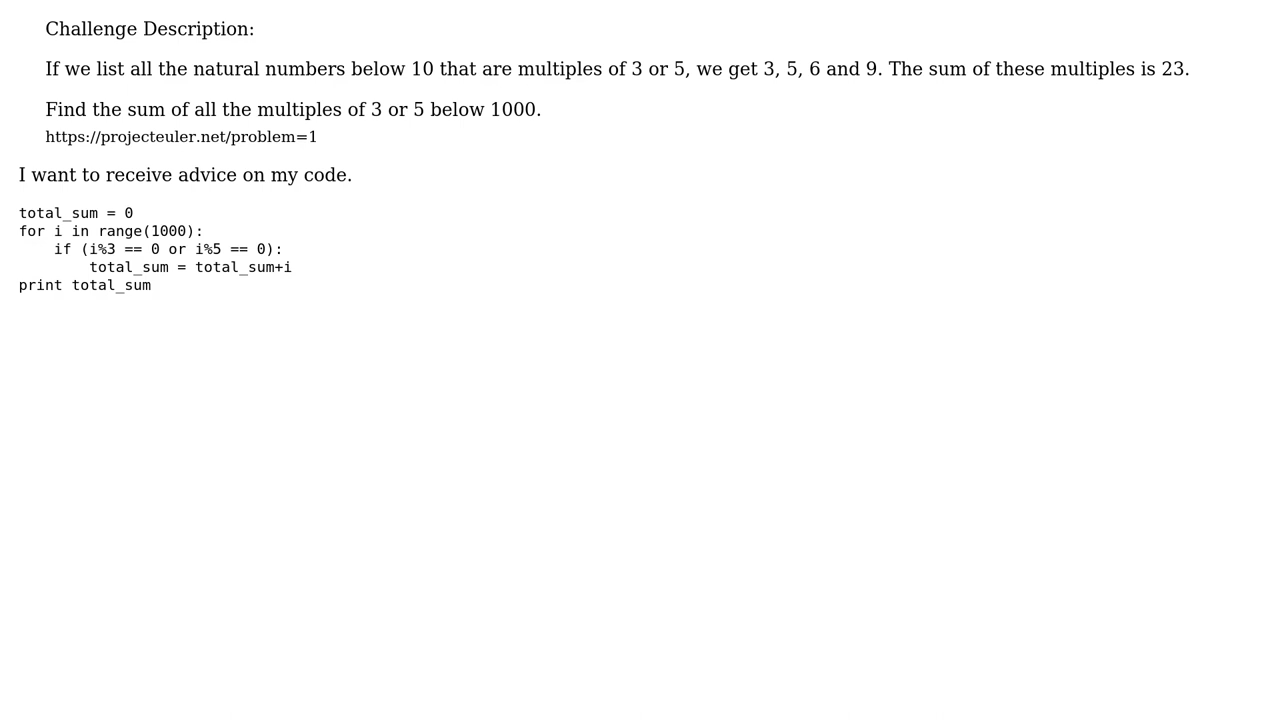 Challenge Description:
If we list all the natural numbers below 10 that are multiples of 3 or 5, we get 3, 5, 6 and 9. The sum of these multiples is 23.
Find the sum of all the multiples of 3 or 5 below 1000.
https://projecteuler.net/problem=1
I want to receive advice on my code.
total_sum = 0
for i in range(1000):
    if (i%3 == 0 or i%5 == 0):
        total_sum = total_sum+i
print total_sum